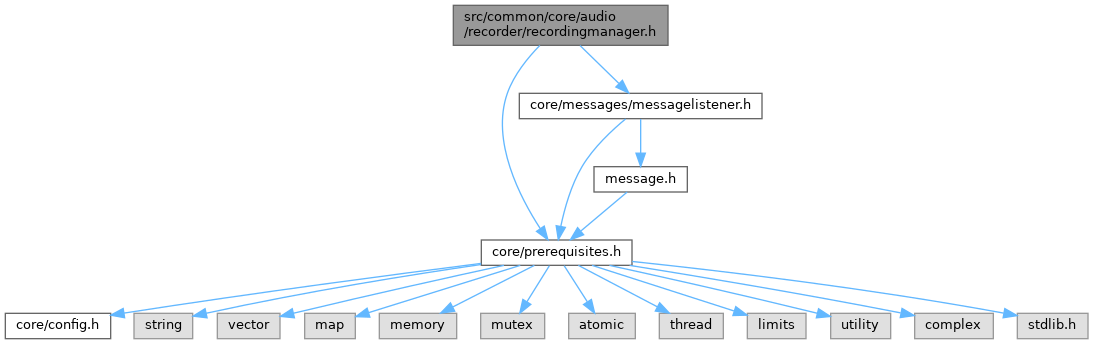 src/common/core/audio
/recorder/recordingmanager.h
core/messages/messagelistener.h
message.h
core/prerequisites.h
core/config.h
string
vector
map
memory
mutex
atomic
thread
limits
utility
complex
stdlib.h